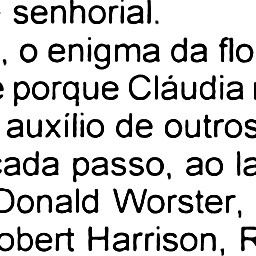 senhorial.
, o enigma da flo
porque Cláudia
auxílio de outros
cada passo, ao la
Donald Worster,
obert Harrison, R